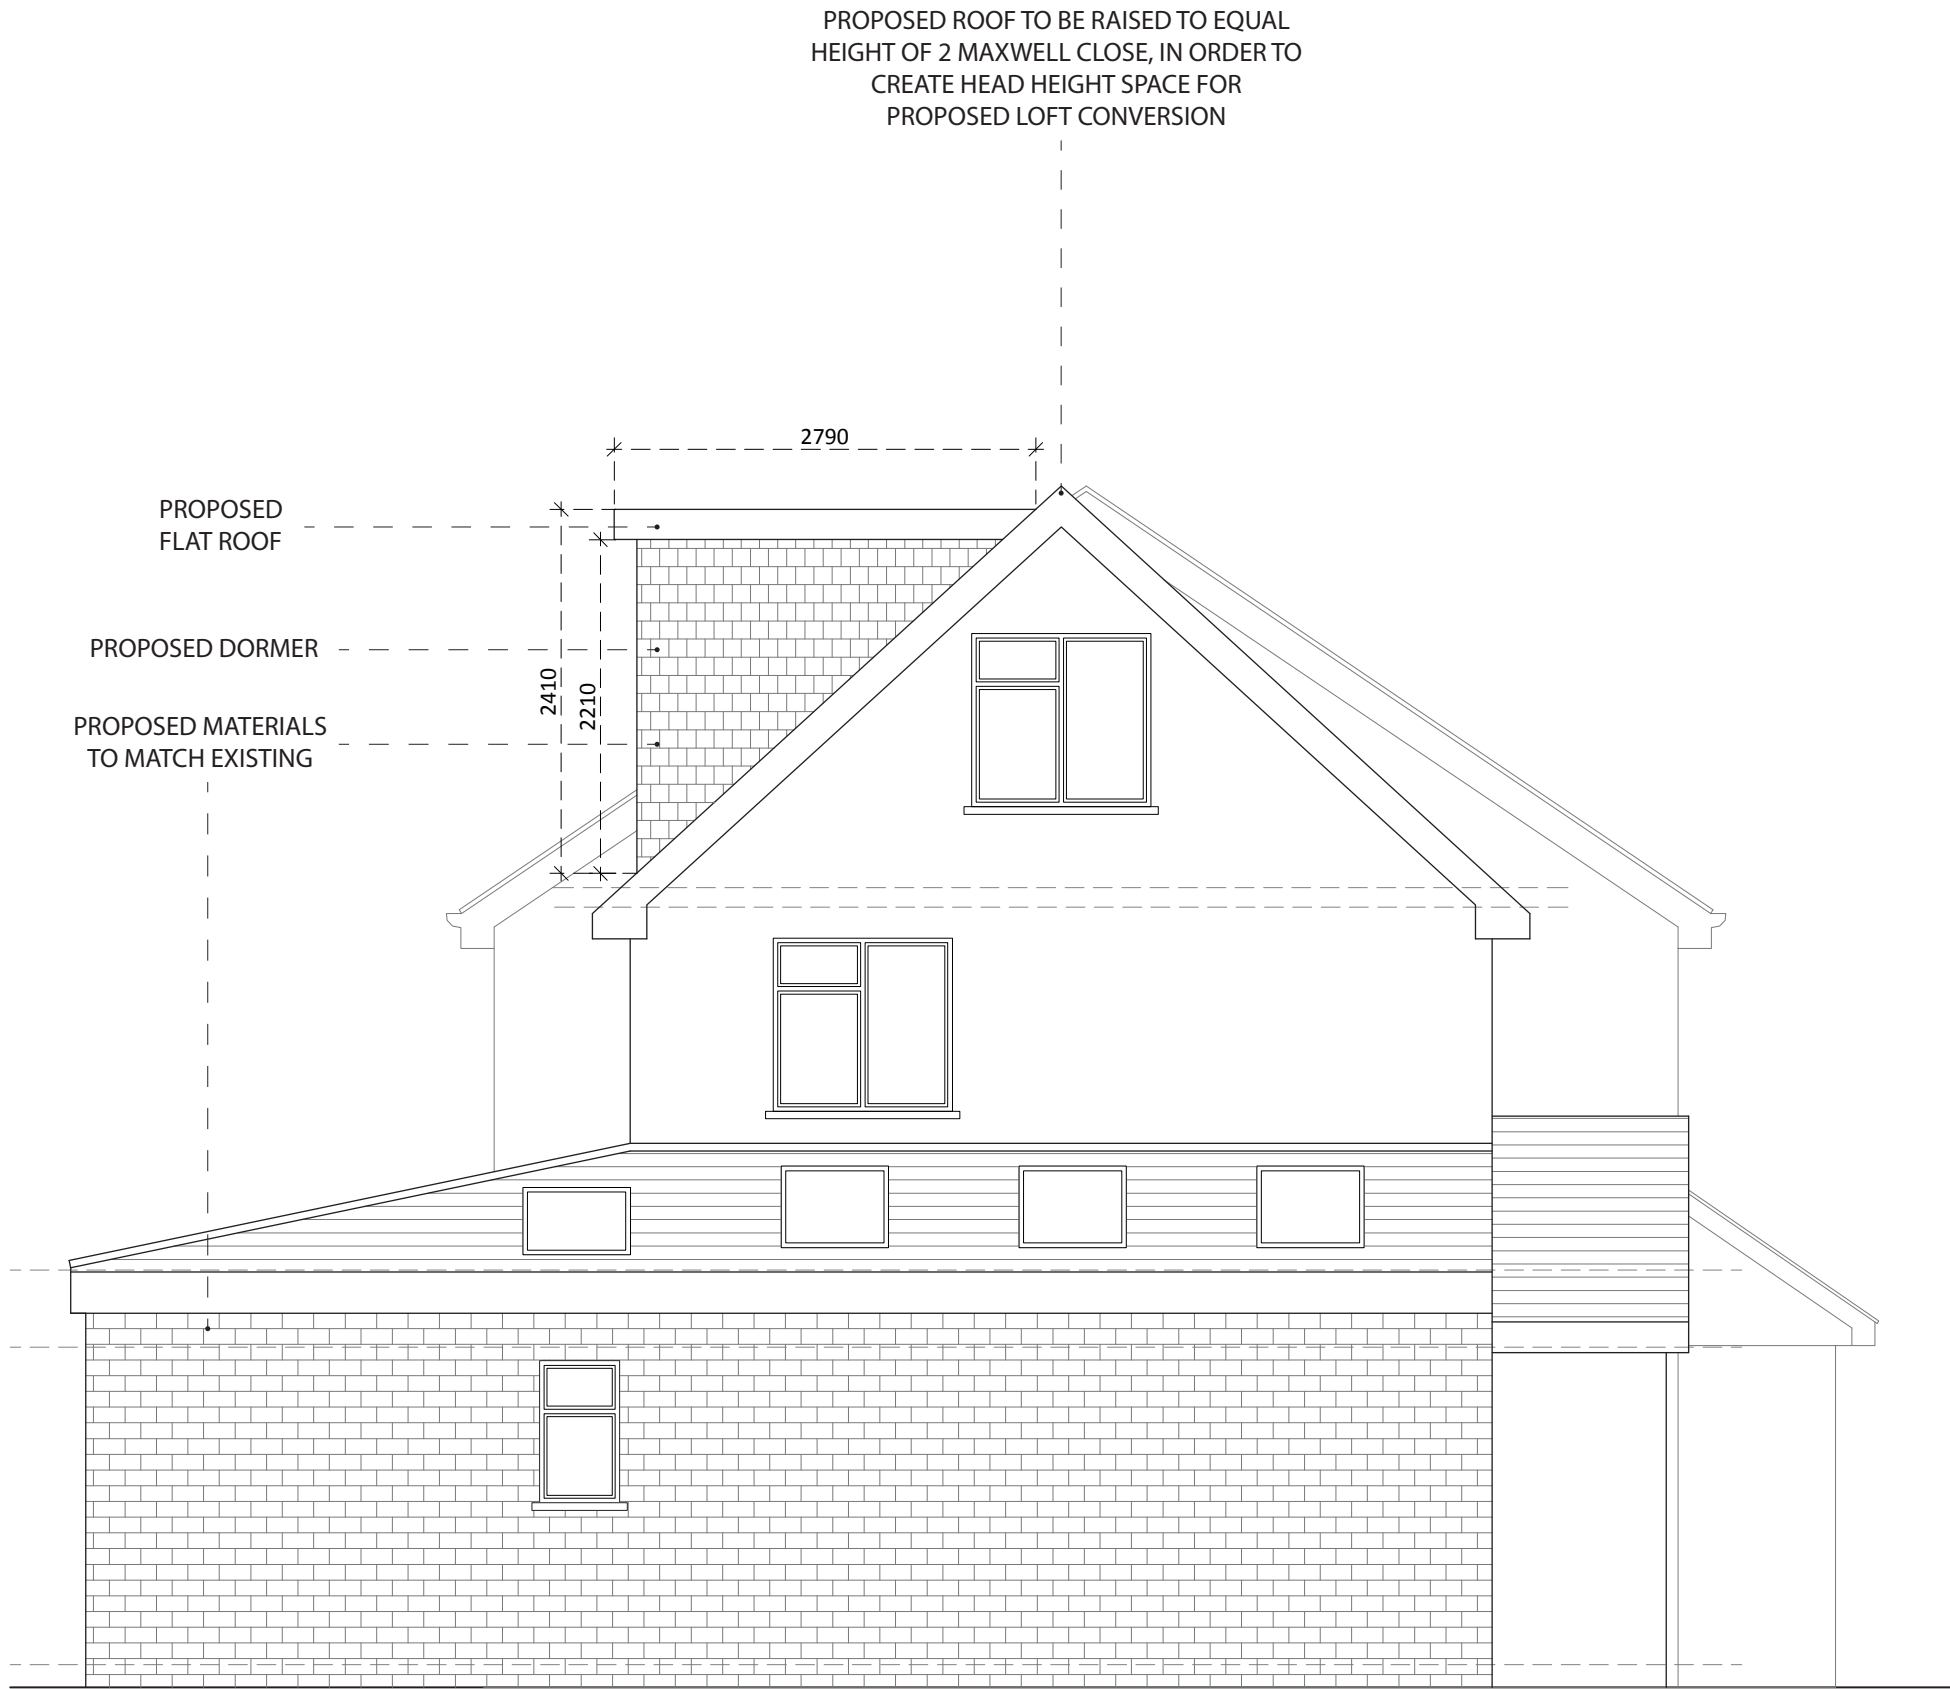 PROPOSED ROOF TO BE RAISED TO EQUAL
HEIGHT OF 2 MAXWELL CLOSE, IN ORDER TO
CREATE HEAD HEIGHT SPACE FOR
PROPOSED LOFT CONVERSION
2790
PROPOSED
FLAT ROOF
PROPOSED DORMER
2410
2210
PROPOSED MATERIALS
TO MATCH EXISTING